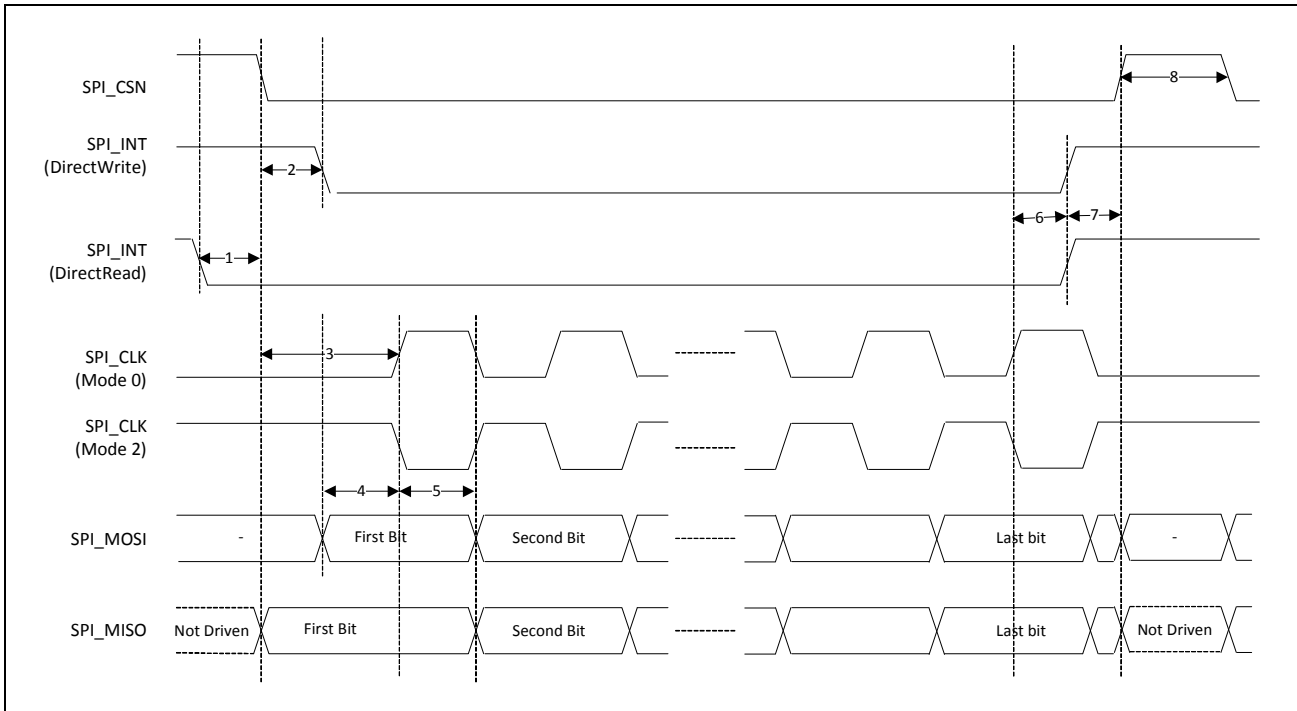 SPI_CSN
8
SPI_INT
(DirectWrite)
2
6
7
SPI_INT
(DirectRead)
1
SPI_CLK
(Mode 0)
3
SPI_CLK
(Mode 2)
4
5
SPI_MOSI
-
First Bit
Second Bit
Last bit
-
SPI_MISO
Not Driven
First Bit
Second Bit
Last bit
Not Driven